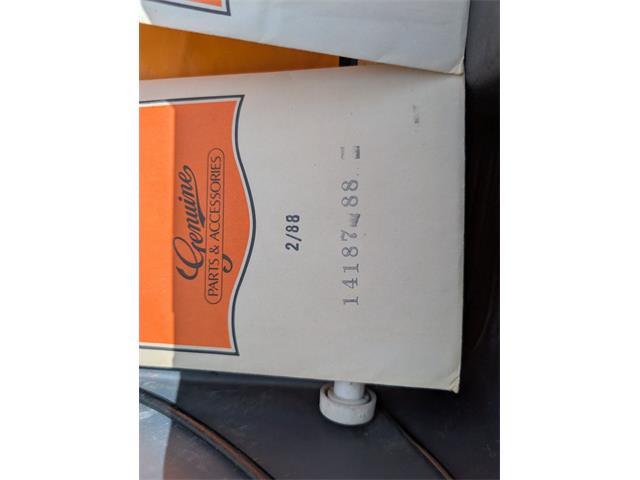 Genuine
PARTS & ACCESSORIES
2/88
14187-88